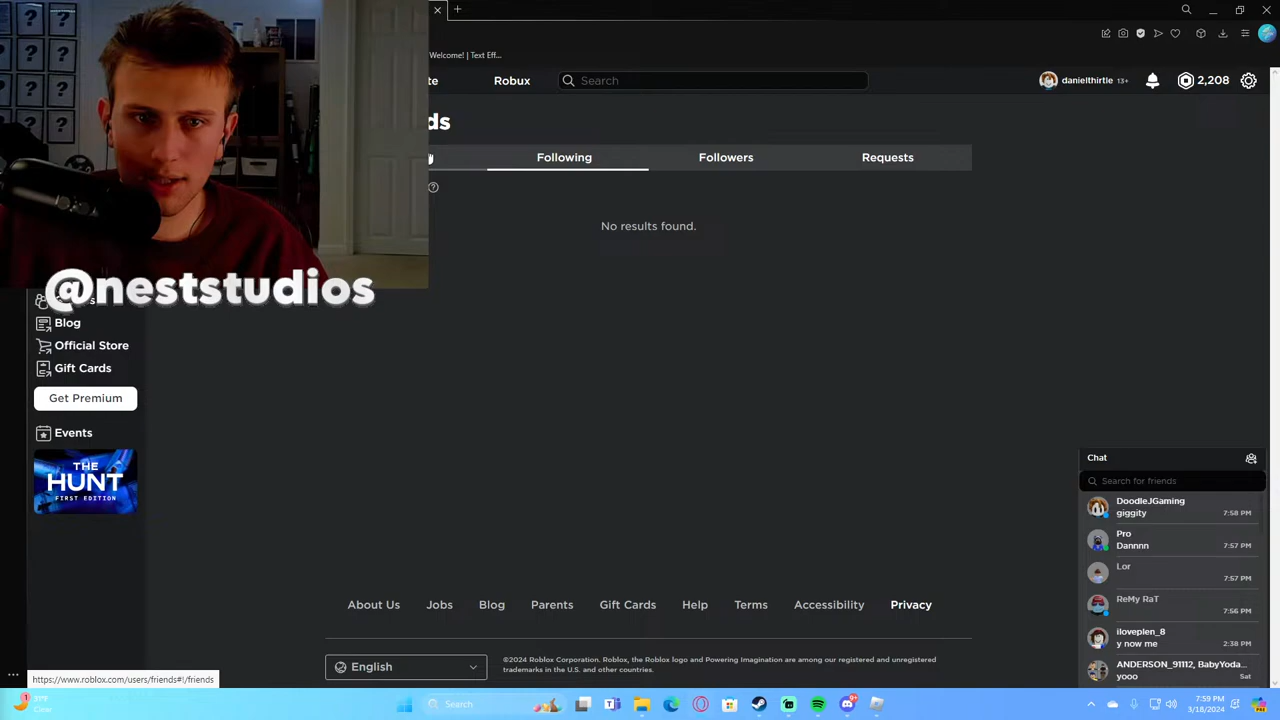 Welcome! | Text Eff...
te
Robux
Search
danielthirtle 13+
2,208
ds
Following
Followers
Requests
No results found.
@neststudios
Blog
Official Store
Gift Cards
Get Premium
Events
THE
HUNT
FIRST EDITION
Chat
Search for friends
DoodleJGaming
giggity
7:58 PM
Pro
Dannnn
7:57 PM
Lor
7:57 PM
ReMy RaT
7:56 PM
iloveplen_8
y now me
2:38 PM
ANDERSON_91112, BabyYoda...
yooo
Sat
About Us
Jobs
Blog
Parents
Gift Cards
Help
Terms
Accessibility
Privacy
English
©2024 Roblox Corporation. Roblox, the Roblox logo and Powering Imagination are among our registered and unregistered
trademarks in the U.S. and other countries.
https://www.roblox.com/users/friends#!/friends
1
31°F
Clear
Search
9+
7:59 PM
3/18/2024